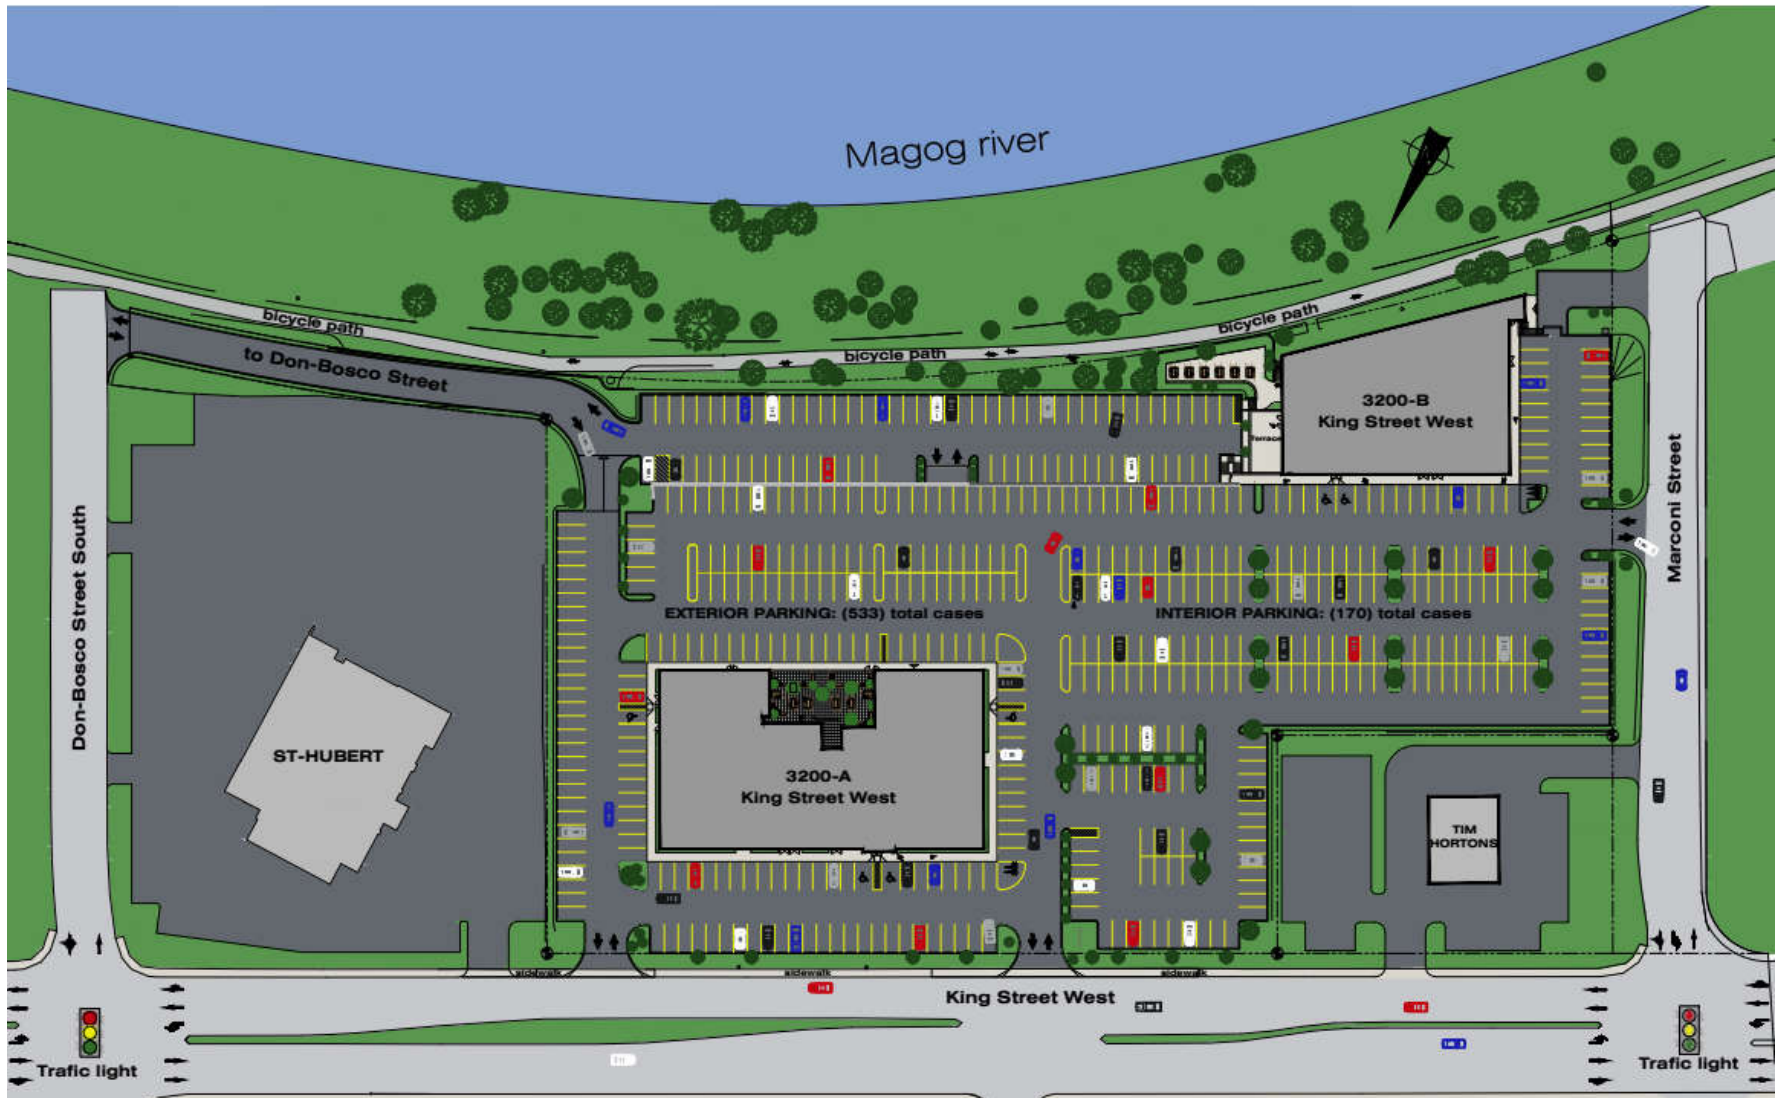 Magog river
bicycle path
bicycle path
bicycle path
to Don-Bosco Street
3200-B
King Street West
Terrace
Don-Bosco Street South
Marconi Street
EXTERIOR PARKING: (533) total cases
INTERIOR PARKING: (170) total cases
ST-HUBERT
3200-A
King Street West
TIM
HORTONS
sidewalk
sidewalk
sidewalk
King Street West
Trafic light
Trafic light